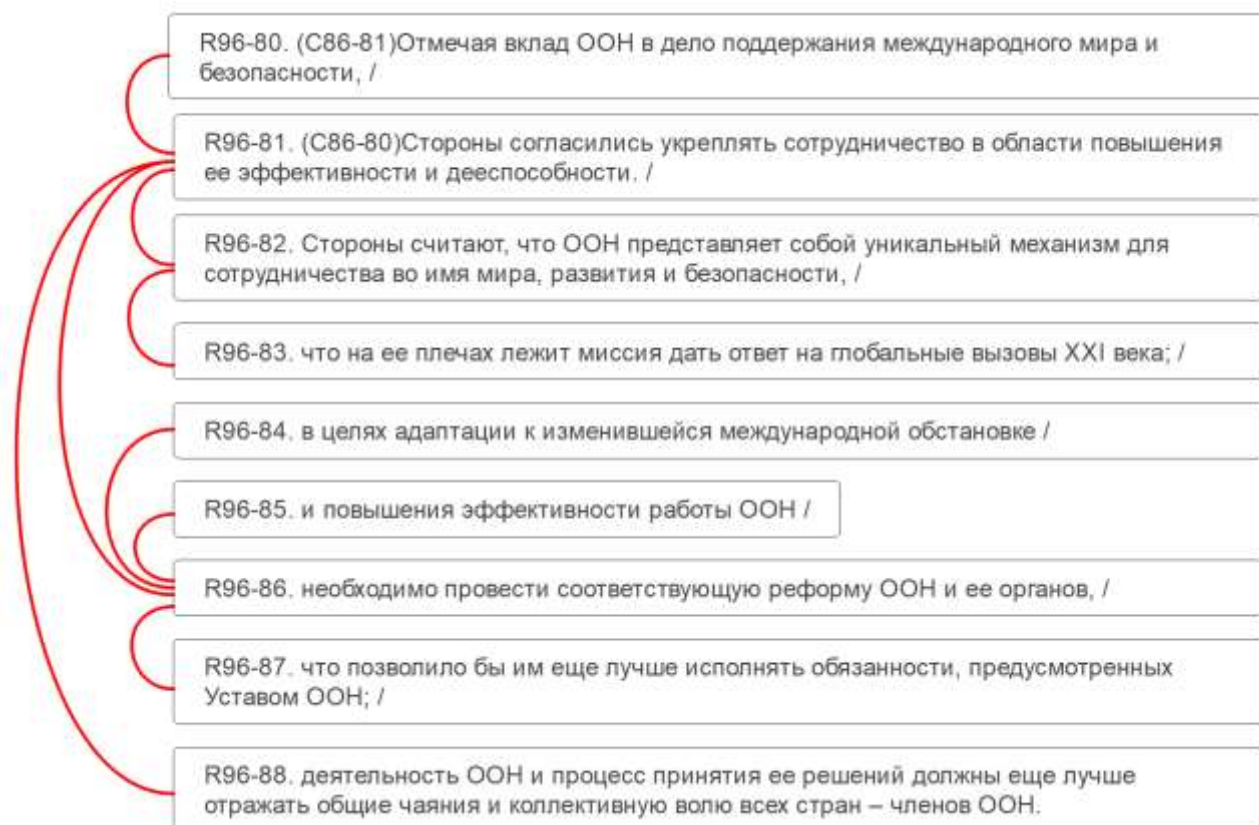 R96-80. (C86-81)Отмечая вклад ООН в дело поддержания международного мира и
безопасности, /
R96-81. (C86-80)Стороны согласились укреплять сотрудничество в области повышения
ее эффективности и дееспособности. /
R96-82. Стороны считают, что ООН представляет собой уникальный механизм для
сотрудничества во имя мира, развития и безопасности, /
R96-83. что на ее плечах лежит миссия дать ответ на глобальные вызовы XXI века; /
R96-84. в целях адаптации к изменившейся международной обстановке /
R96-85. и повышения эффективности работы ООН /
R96-86. необходимо провести соответствующую реформу ООН и ее органов, /
R96-87. что позволило бы им еще лучше исполнять обязанности, предусмотренных
Уставом ООН; /
R96-88. деятельность ООН и процесс принятия ее решений должны еще лучше
отражать общие чаяния и коллективную волю всех стран – членов ООН.